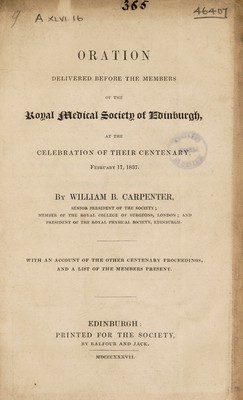 A XLVI 16
365
46407
ORATION
DELIVERED BEFORE THE MEMBERS
OF THE
Royal Medical Society of Edinburgh,
AT THE
CELEBRATION OF THEIR CENTENARY,
FEBRUARY 17, 1837.
BY WILLIAM B. CARPENTER,
SENIOR PRESIDENT OF THE SOCIETY;
MEMBER OF THE ROYAL COLLEGE OF SURGEONS, LONDON; AND
PRESIDENT OF THE ROYAL PHYSICAL SOCIETY, EDINBURGH.
WITH AN ACCOUNT OF THE OTHER CENTENARY PROCEEDINGS,
AND A LIST OF THE MEMBERS PRESENT.
EDINBURGH:
PRINTED FOR THE SOCIETY,
BY BALFOUR AND JACK.
MDCCCXXXVII.